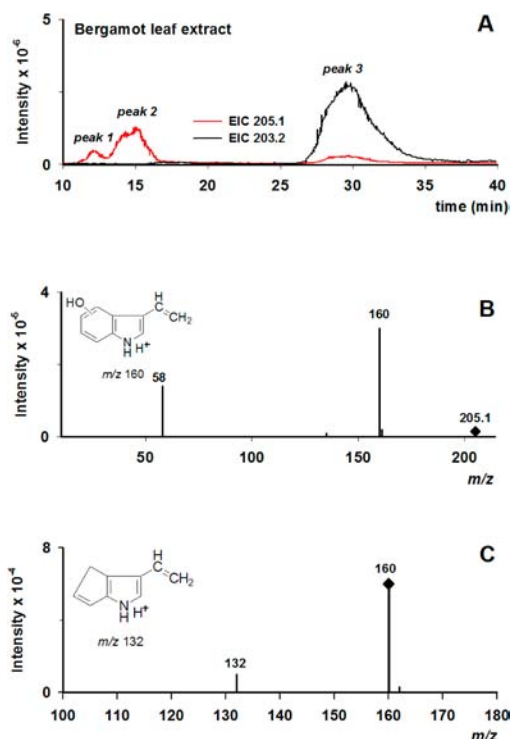 Bergamot leaf extract
A
Intensity x 10-6
5
0
peak 1
peak 2
peak 3
EIC 205.1
EIC 203.2
10 15 20 25 30 35 40
time (min)
B
Intensity x 10-6
4
0
HO
H
C
CH2
N H+
H
m/z 160
58
160
205.1
50 100 150 200
m/z
C
Intensity x 10-4
8
0
H
C
CH2
N H+
H
m/z 132
132
160
100 110 120 130 140 150 160 170 180
m/z